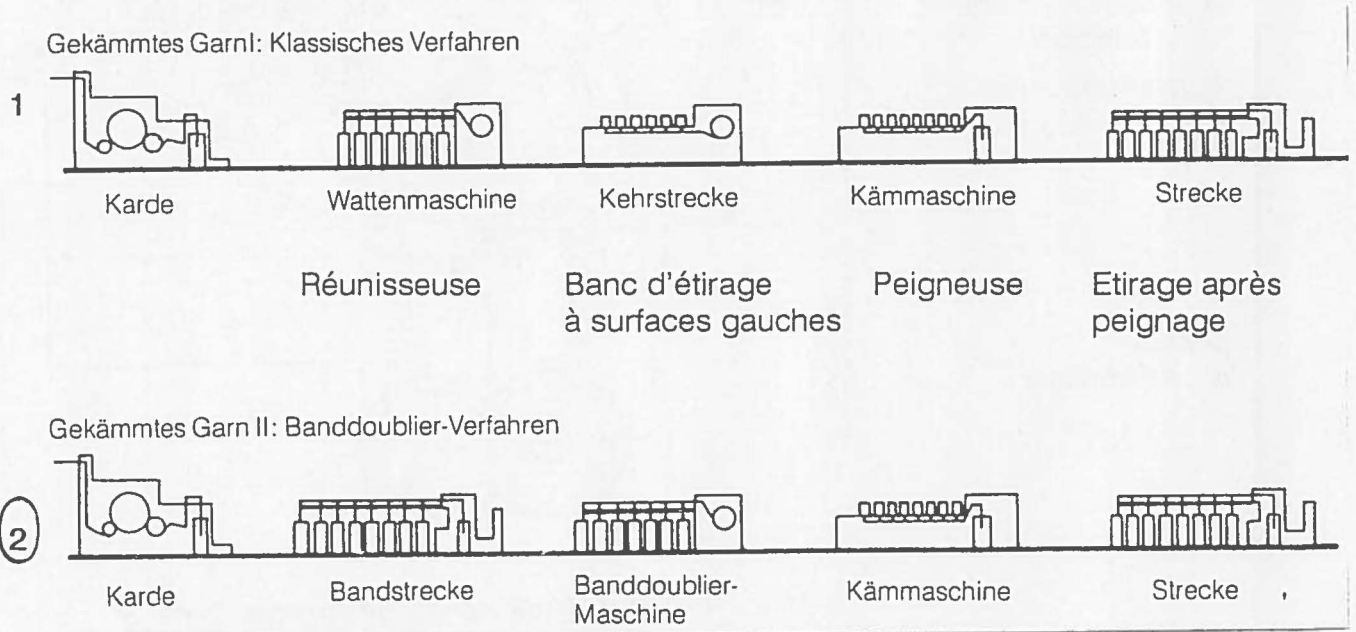 Gekämmtes GarnI: Klassisches Verfahren
1
Karde Wattenmaschine Kehrstrecke Kämmaschine Strecke
Réunisseuse Banc d'étirage Peigneuse Etirage après
à surfaces gauches peignage
Gekämmtes Garn II: Banddoublier-Verfahren
2
Karde Bandstrecke Banddoublier- Kämmaschine Strecke
Maschine